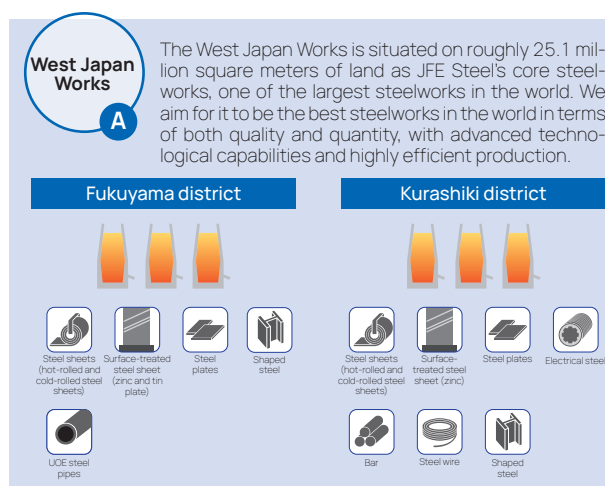 West Japan
Works
A
The West Japan Works is situated on roughly 25.1 mil-
lion square meters of land as JFE Steel's core steel-
works, one of the largest steelworks in the world. We
aim for it to be the best steelworks in the world in terms
of both quality and quantity, with advanced techno-
logical capabilities and highly efficient production.
Fukuyama district
Steel sheets
(hot-rolled and
cold-rolled steel
sheets)
Surface-treated
steel sheet
(zinc and tin
plate)
Steel
plates
Shaped
steel
UOE steel
pipes
Kurashiki district
Steel sheets
(hot-rolled and
cold-rolled steel
sheets)
Surface-
treated steel
sheet (zinc)
Steel plates
Electrical steel
Bar
Steel wire
Shaped
steel